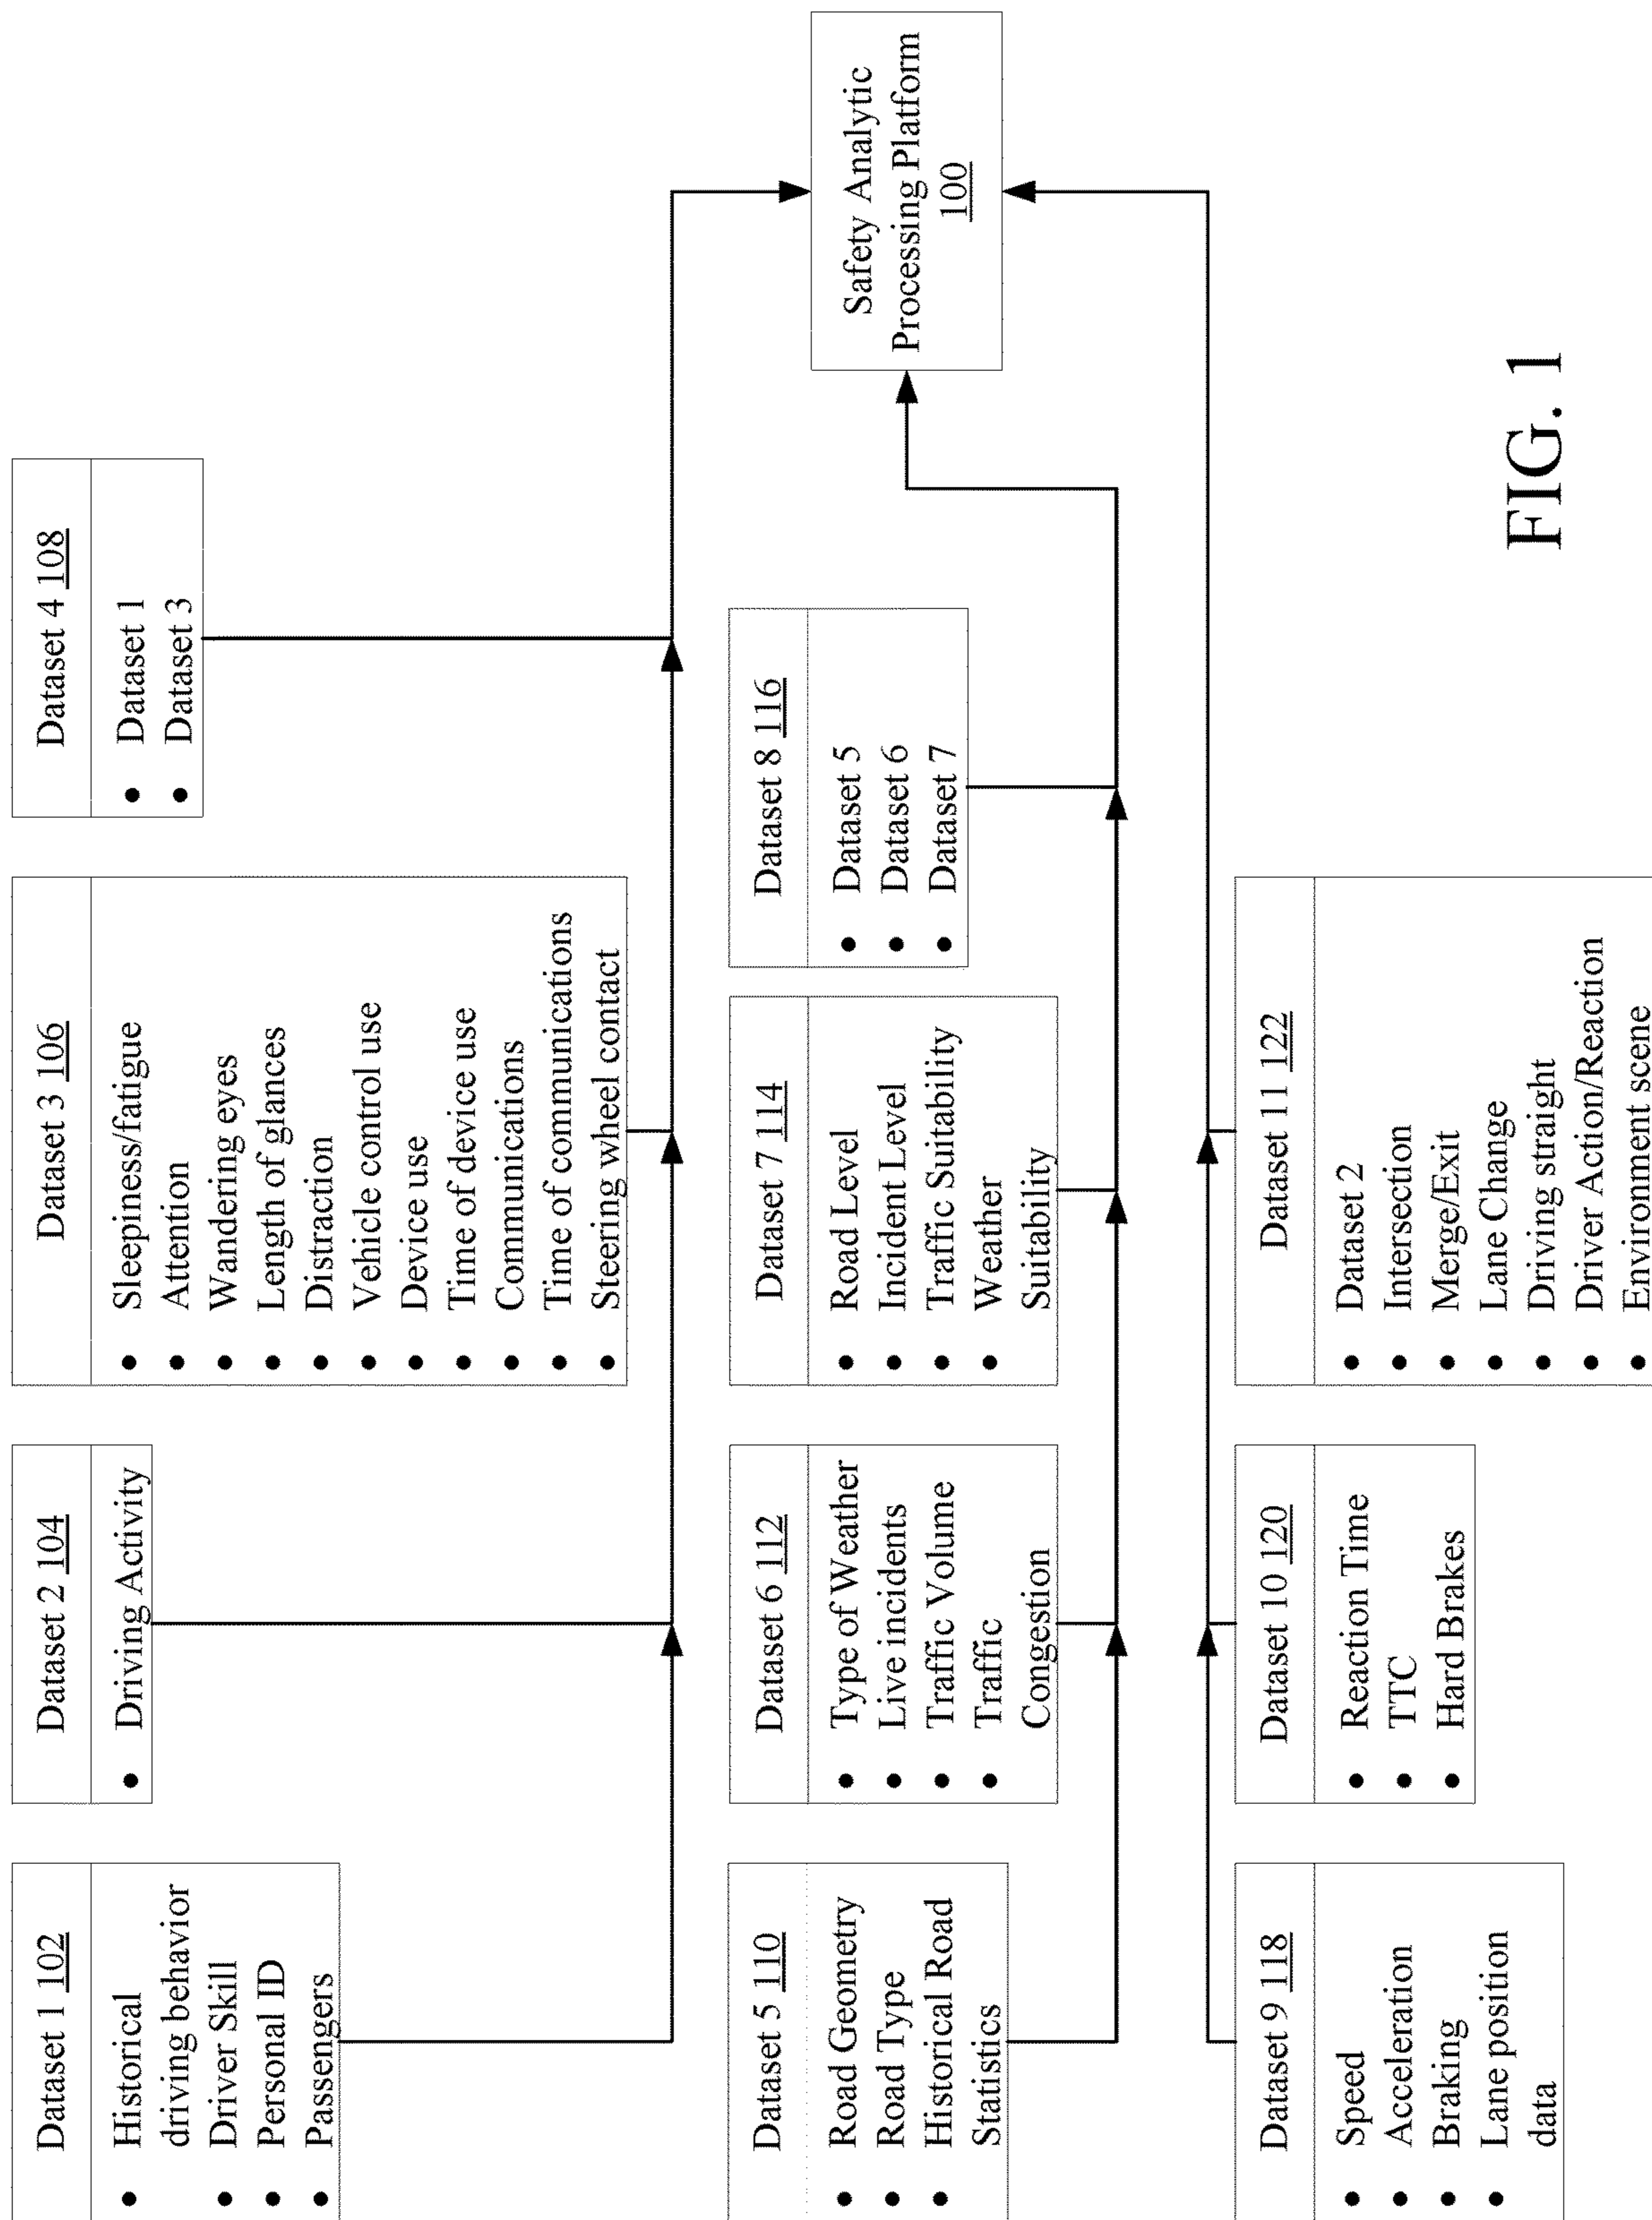 Dataset 1 102
• Historical
driving behavior
• Driver Skill
• Personal ID
• Passengers
Dataset 2 104
• Driving Activity
Dataset 3 106
• Sleepiness/fatigue
• Attention
• Wandering eyes
• Length of glances
• Distraction
• Vehicle control use
• Device use
• Time of device use
• Communications
• Time of communications
• Steering wheel contact
Dataset 4 108
• Dataset 1
• Dataset 3
Dataset 5 110
• Road Geometry
• Road Type
• Historical Road
Statistics
Dataset 6 112
• Type of Weather
• Live incidents
• Traffic Volume
• Traffic
Congestion
Dataset 7 114
• Road Level
• Incident Level
• Traffic Suitability
• Weather
Suitability
Dataset 8 116
• Dataset 5
• Dataset 6
• Dataset 7
Safety Analytic
Processing Platform
100
Dataset 9 118
• Speed
• Acceleration
• Braking
• Lane position
data
Dataset 10 120
• Reaction Time
• TTC
• Hard Brakes
Dataset 11 122
• Dataset 2
• Intersection
• Merge/Exit
• Lane Change
• Driving straight
• Driver Action/Reaction
• Environment scene
FIG. 1